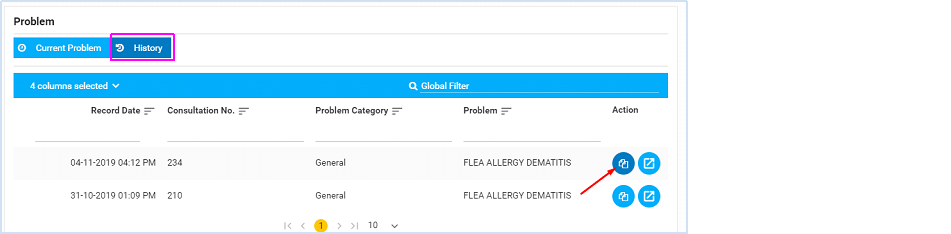 Problem
Current Problem History
4 columns selected Global Filter
Record Date Consultation No. Problem Category Problem Action
04-11-2019 04:12 PM 234 General FLEA ALLERGY DEMATITIS
31-10-2019 01:09 PM 210 General FLEA ALLERGY DEMATITIS
1 10